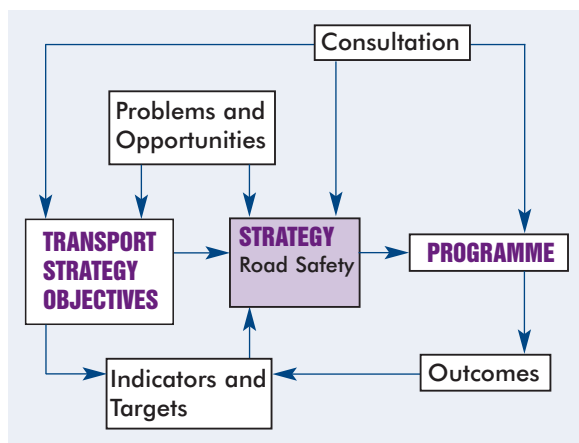 Consultation
Problems and
Opportunities
TRANSPORT
STRATEGY
OBJECTIVES
STRATEGY
Road Safety
PROGRAMME
Indicators and
Targets
Outcomes